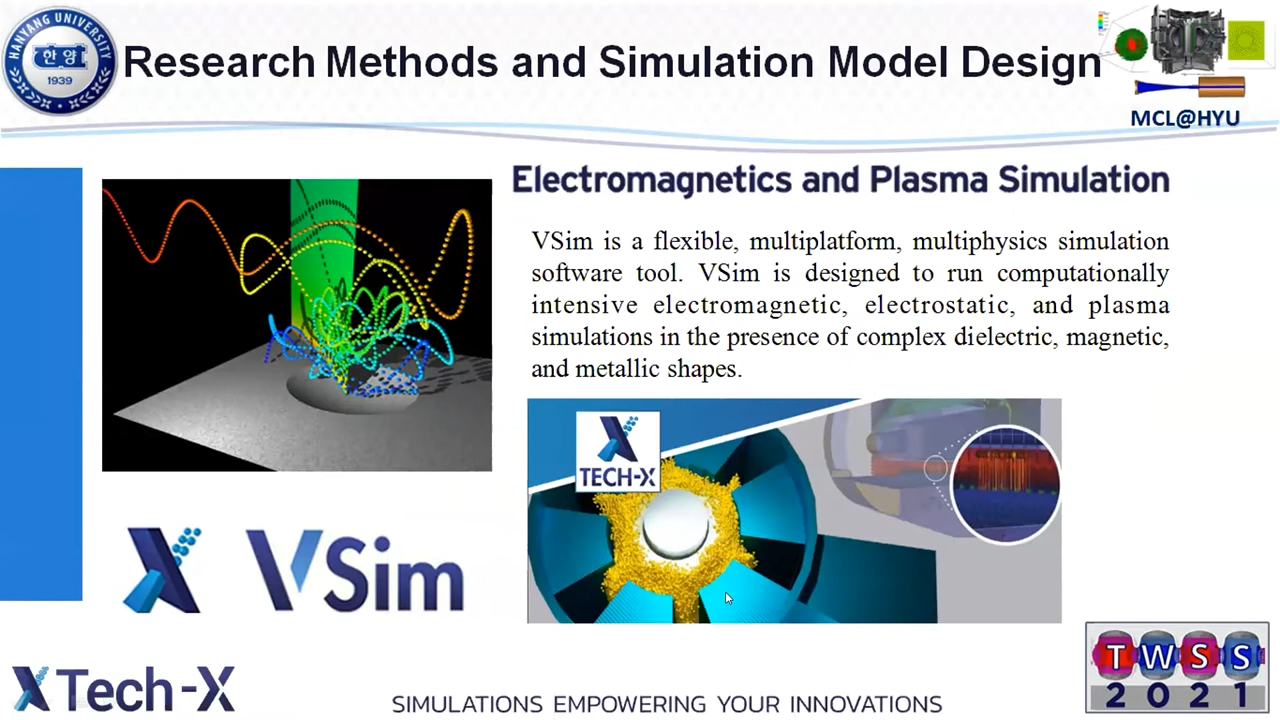 HANYANG UNIVERSITY
한양
1939
Research Methods and Simulation Model Design
MCL@HYU
Electromagnetics and Plasma Simulation
VSim is a flexible, multiplatform, multiphysics simulation
software tool. VSim is designed to run computationally
intensive electromagnetic, electrostatic, and plasma
simulations in the presence of complex dielectric, magnetic,
and metallic shapes.
TECH-X
VSim
Tech-X
SIMULATIONS EMPOWERING YOUR INNOVATIONS
TWSS
2021